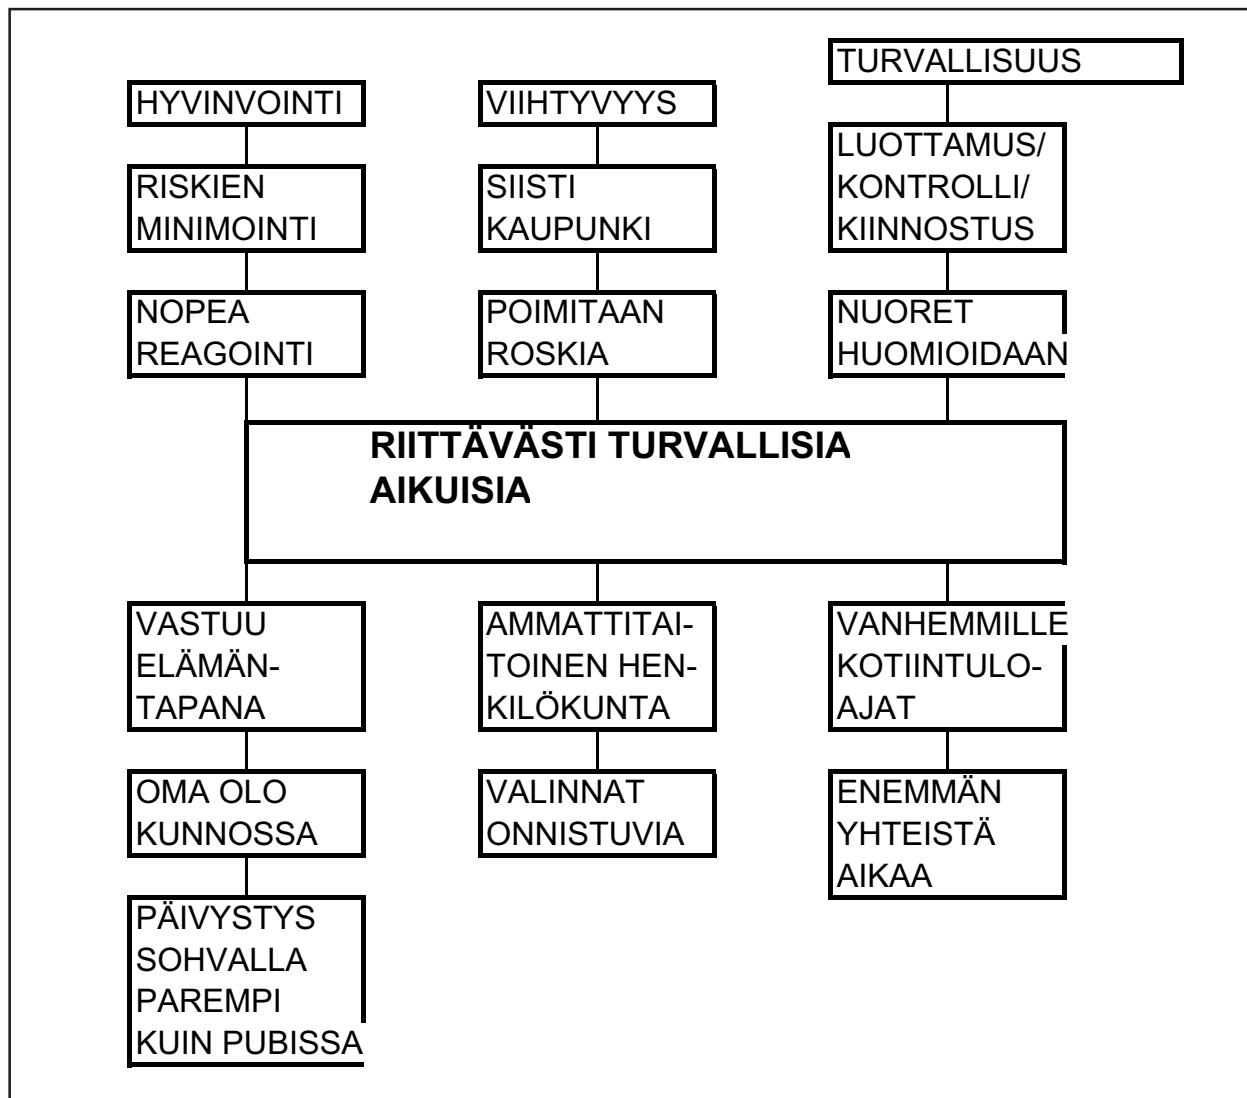 TURVALLISUUS
HYVINVOINTI
VIIHTYVYYS
LUOTTAMUS/
KONTROLLI/
KIINNOSTUS
RISKIEN
MINIMOINTI
SIISTI
KAUPUNKI
NOPEA
REAGOINTI
POIMITAAN
ROSKIA
NUORET
HUOMIOIDAAN
RIITTÄVÄSTI TURVALLISIA
AIKUISIA
VASTUU
ELÄMÄN-
TAPANA
AMMATTITAI-
TOINEN HEN-
KILÖKUNTA
VANHEMMILLE
KOTIINTULO-
AJAT
OMA OLO
KUNNOSSA
VALINNAT
ONNISTUVIA
ENEMMÄN
YHTEISTÄ
AIKAA
PÄIVYSTYS
SOHVALLA
PAREMPI
KUIN PUBISSA